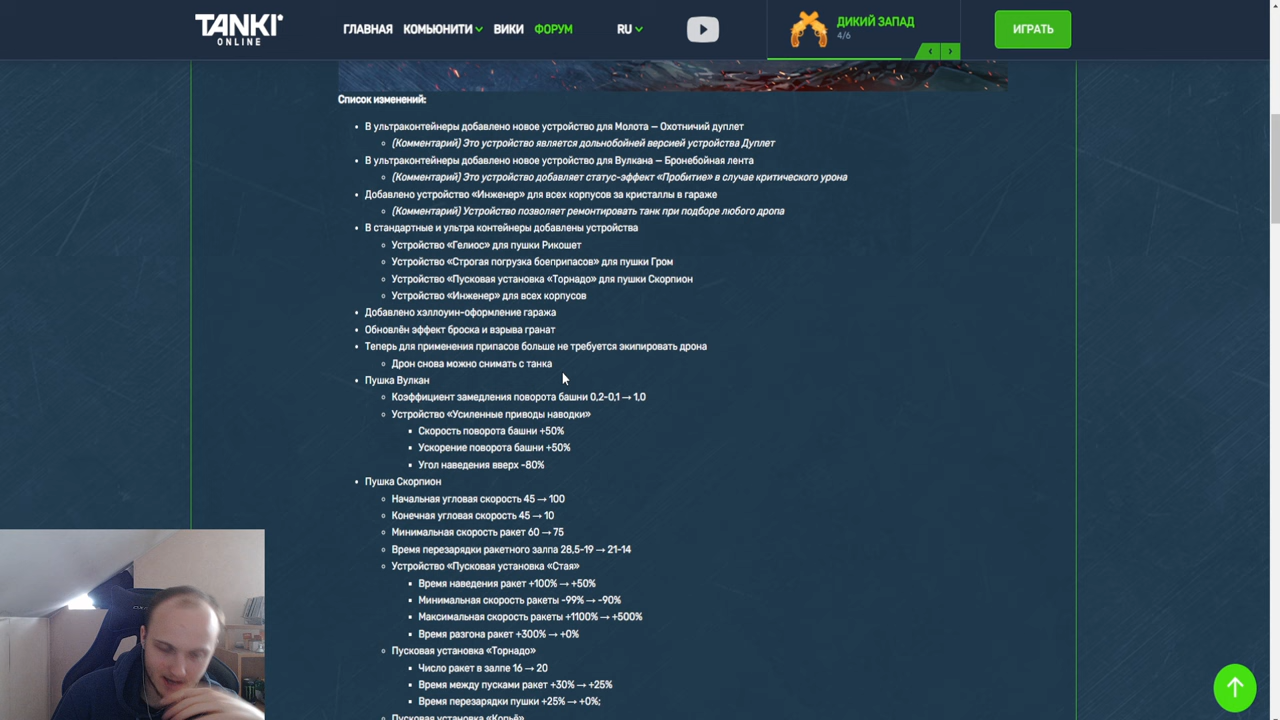 TANKI
ONLINE
ГЛАВНАЯ
КОМЬЮНИТИ
ВИКИ
ФОРУМ
RU
ДИКИЙ ЗАПАД
4/6
ИГРАТЬ
Список изменений:
• В ультраконтейнеры добавлено новое устройство для Молота — Охотничий дуплет
(Комментарий) Это устройство является дольнобойней версией устройства Дуплет
• В ультраконтейнеры добавлено новое устройство для Вулкана — Бронебойная лента
(Комментарий) Это устройство добавляет статус-эффект «Пробитие» в случае критического урона
• Добавлено устройство «Инженер» для всех корпусов за кристаллы в гараже
(Комментарий) Устройство позволяет ремонтировать танк при подборе любого дропа
• В стандартные и ультра контейнеры добавлены устройства
Устройство «Гелиос» для пушки Рикошет
Устройство «Строгая погрузка боеприпасов» для пушки Гром
Устройство «Пусковая установка «Торнадо» для пушки Скорпион
Устройство «Инженер» для всех корпусов
• Добавлено хэллоуин-оформление гаража
• Обновлён эффект броска и взрыва гранат
• Теперь для применения припасов больше не требуется экипировать дрона
Дрон снова можно снимать с танка
• Пушка Вулкан
Коэффициент замедления поворота башни 0,2-0,1 → 1,0
Устройство «Усиленные приводы наводки»
Скорость поворота башни +50%
Ускорение поворота башни +50%
Угол наведения вверх -80%
• Пушка Скорпион
Начальная угловая скорость 45 → 100
Конечная угловая скорость 45 → 10
Минимальная скорость ракет 60 → 75
Время перезарядки ракетного залпа 28,5-19 → 21-14
Устройство «Пусковая установка «Стая»
Время наведения ракет +100% → +50%
Минимальная скорость ракеты -99% → -90%
Максимальная скорость ракеты +1100% → +500%
Время разгона ракет +300% → +0%
Пусковая установка «Торнадо»
Число ракет в залпе 16 → 20
Время между пусками ракет +30% → +25%
Время перезарядки пушки +25% → +0%;
Пусковая установка «Копьё»